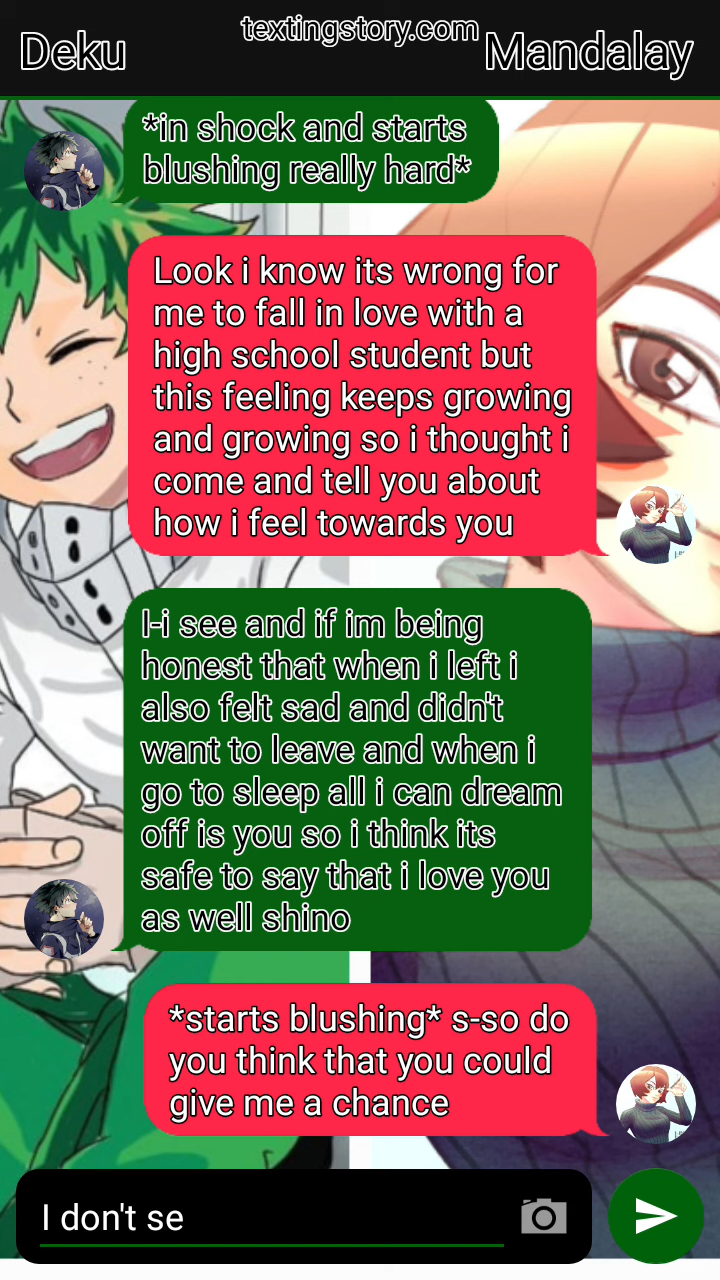 textingstory.com
Deku
Mandalay
*in shock and starts
blushing really hard*
Look i know its wrong for
me to fall in love with a
high school student but
this feeling keeps growing
and growing so i thought i
come and tell you about
how i feel towards you
I-i see and if im being
honest that when i left i
also felt sad and didn't
want to leave and when i
go to sleep all i can dream
off is you so i think its
safe to say that i love you
as well shino
*starts blushing* s-so do
you think that you could
give me a chance
I don't se